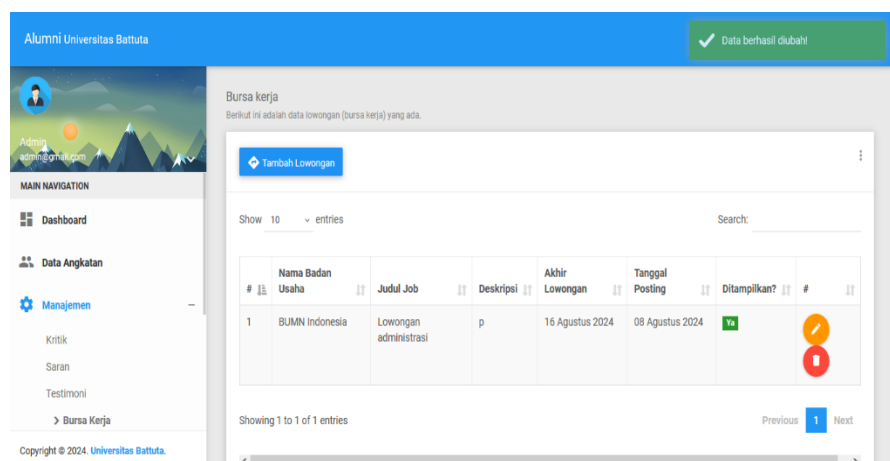 Alumni Universitas Battuta
Data berhasil diubah!
Admin
admin@gmail.com
MAIN NAVIGATION
Dashboard
Data Angkatan
Manajemen
Kritik
Saran
Testimoni
Bursa Kerja
Copyright © 2024. Universitas Battuta.
Bursa kerja
Berikut ini adalah data lowongan (bursa kerja) yang ada.
Tambah Lowongan
Show 10 entries
Search:
# Nama Badan Usaha Judul Job Deskripsi Akhir Lowongan Tanggal Posting Ditampilkan? #
1 BUMN Indonesia Lowongan administrasi p 16 Agustus 2024 08 Agustus 2024 Ya
Showing 1 to 1 of 1 entries
Previous 1 Next